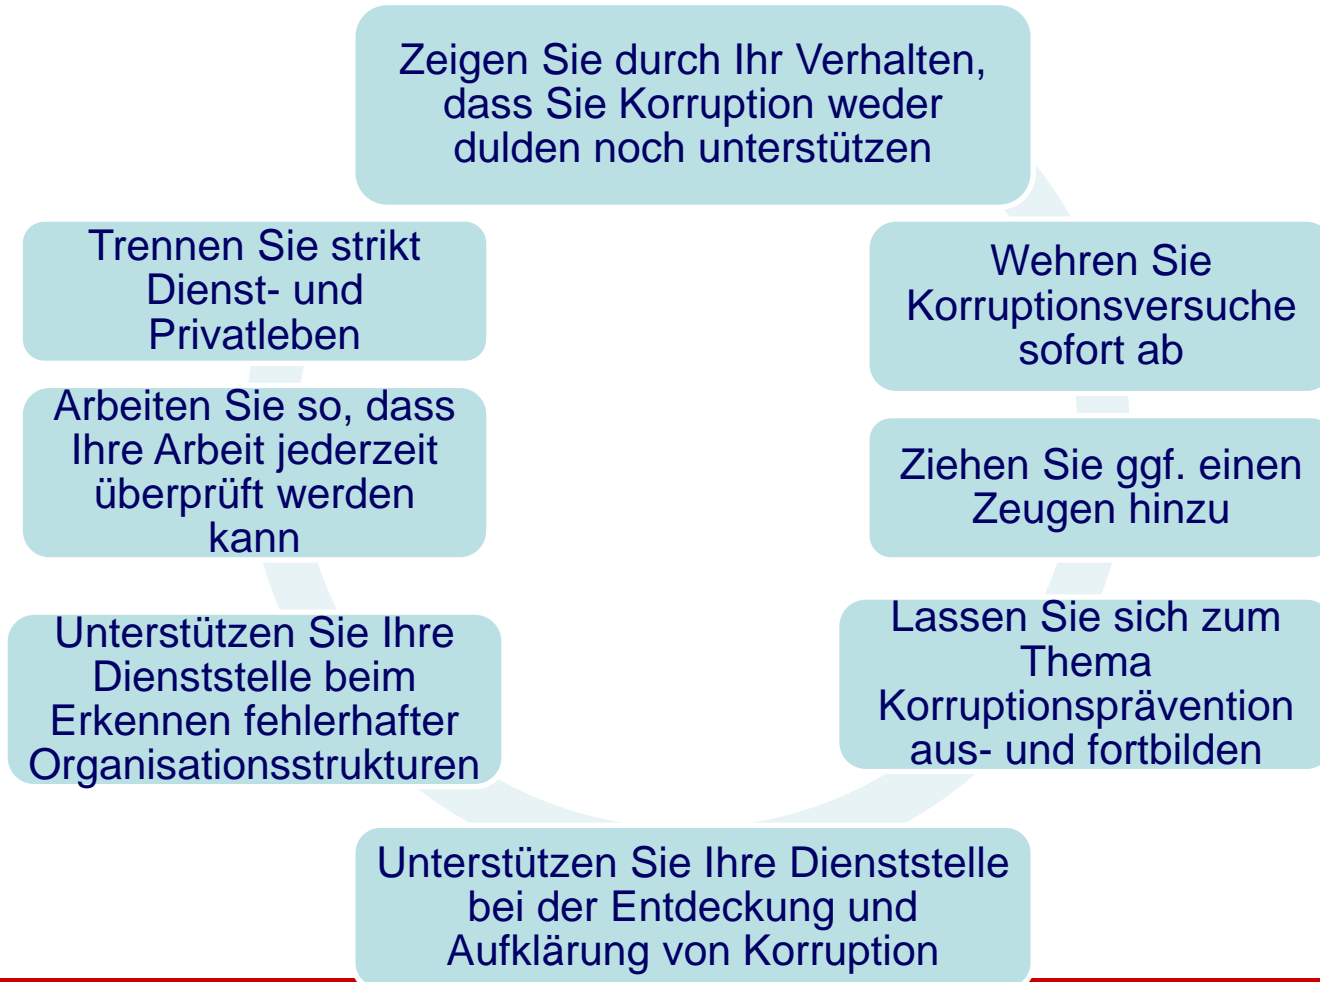 Zeigen Sie durch Ihr Verhalten,
dass Sie Korruption weder
dulden noch unterstützen
Wehren Sie
Korruptionsversuche
sofort ab
Ziehen Sie ggf. einen
Zeugen hinzu
Lassen Sie sich zum
Thema
Korruptionsprävention
aus- und fortbilden
Unterstützen Sie Ihre Dienststelle
bei der Entdeckung und
Aufklärung von Korruption
Unterstützen Sie Ihre
Dienststelle beim
Erkennen fehlerhafter
Organisationsstrukturen
Arbeiten Sie so, dass
Ihre Arbeit jederzeit
überprüft werden
kann
Trennen Sie strikt
Dienst- und
Privatleben